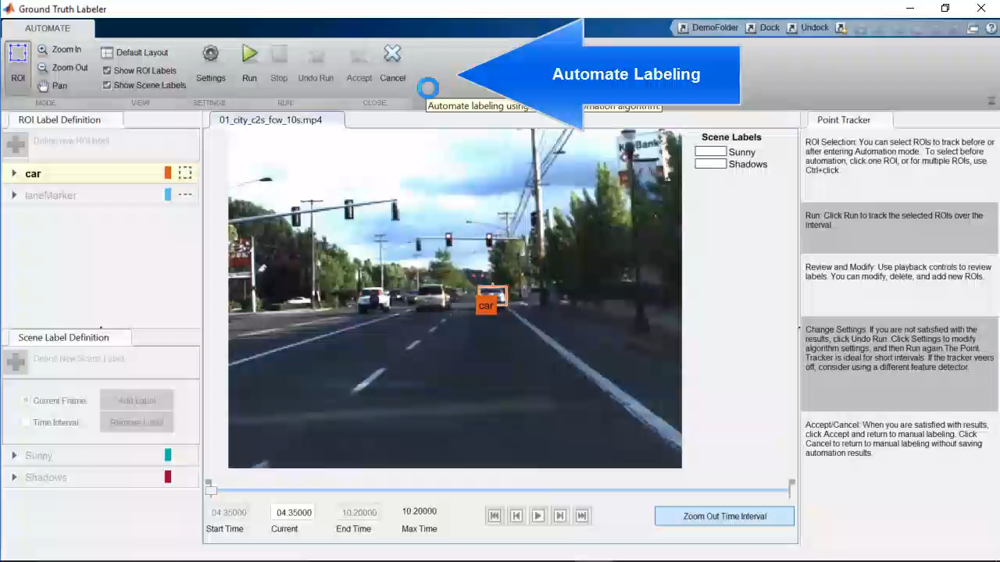 Ground Truth Labeler
AUTOMATE
DemoFolder
Dock
Undock
ROI
Zoom In
Zoom Out
Pan
Default Layout
Show ROI Labels
Show Scene Labels
Settings
Run
Stop
Undo Run
Accept
Cancel
MODE
VIEW
SETTINGS
RUN
CLOSE
Automate Labeling
Automate labeling using
algorithm.
ROI Label Definition
Define new ROI label
car
laneMarker
Scene Label Definition
Define New Scene Label
Current Frame
Add Label
Time Interval
Remove Label
Sunny
Shadows
01_city_c2s_fcw_10s.mp4
KeyBank
car
Scene Labels
Sunny
Shadows
04.35000
04.35000
10.20000
10.20000
Start Time
Current
End Time
Max Time
Zoom Out Time Interval
Point Tracker
ROI Selection: You can select ROIs to track before or
after entering Automation mode. To select before
automation, click one ROI, or for multiple ROIs, use
Ctrl+click.
Run: Click Run to track the selected ROIs over the
interval.
Review and Modify: Use playback controls to review
labels. You can modify, delete, and add new ROIs.
Change Settings: If you are not satisfied with the
results, click Undo Run. Click Settings to modify
algorithm settings, and then Run again.The Point
Tracker is ideal for short intervals. If the tracker veers
off, consider using a different feature detector.
Accept/Cancel: When you are satisfied with results,
click Accept and return to manual labeling. Click
Cancel to return to manual labeling without saving
automation results.